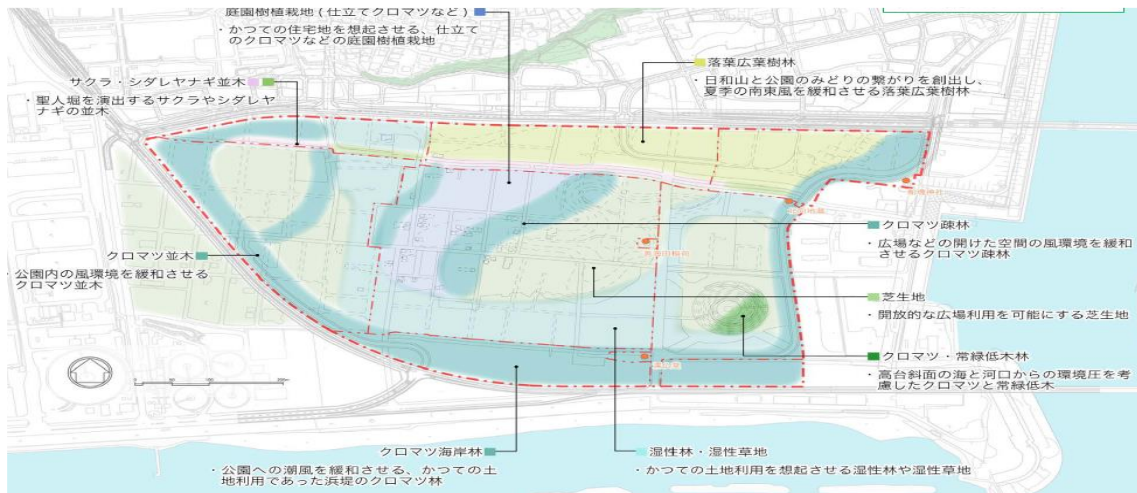 庭園樹植栽地(仕立てクロマツなど)
・かつての住宅地を想起させる、仕立て
のクロマツなどの庭園樹植栽地
落葉広葉樹林
・日和山と公園のみどりの繋がりを創出し、
夏季の南東風を緩和させる落葉広葉樹林
サクラ・シダレヤナギ並木
・聖人堀を演出するサクラやシダレヤ
ナギの並木
クロマツ疎林
・広場などの開けた空間の風環境を緩和
させるクロマツ疎林
クロマツ並木
・公園内の風環境を緩和させる
クロマツ並木
芝生地
・開放的な広場利用を可能にする芝生地
クロマツ・常緑低木林
・高台斜面の海と河口からの環境圧を考
慮したクロマツと常緑低木
クロマツ海岸林
・公園への潮風を緩和させる、かつての土
地利用であった浜堤のクロマツ林
湿性林・湿性草地
・かつての土地利用を想起させる湿性林や湿性草地